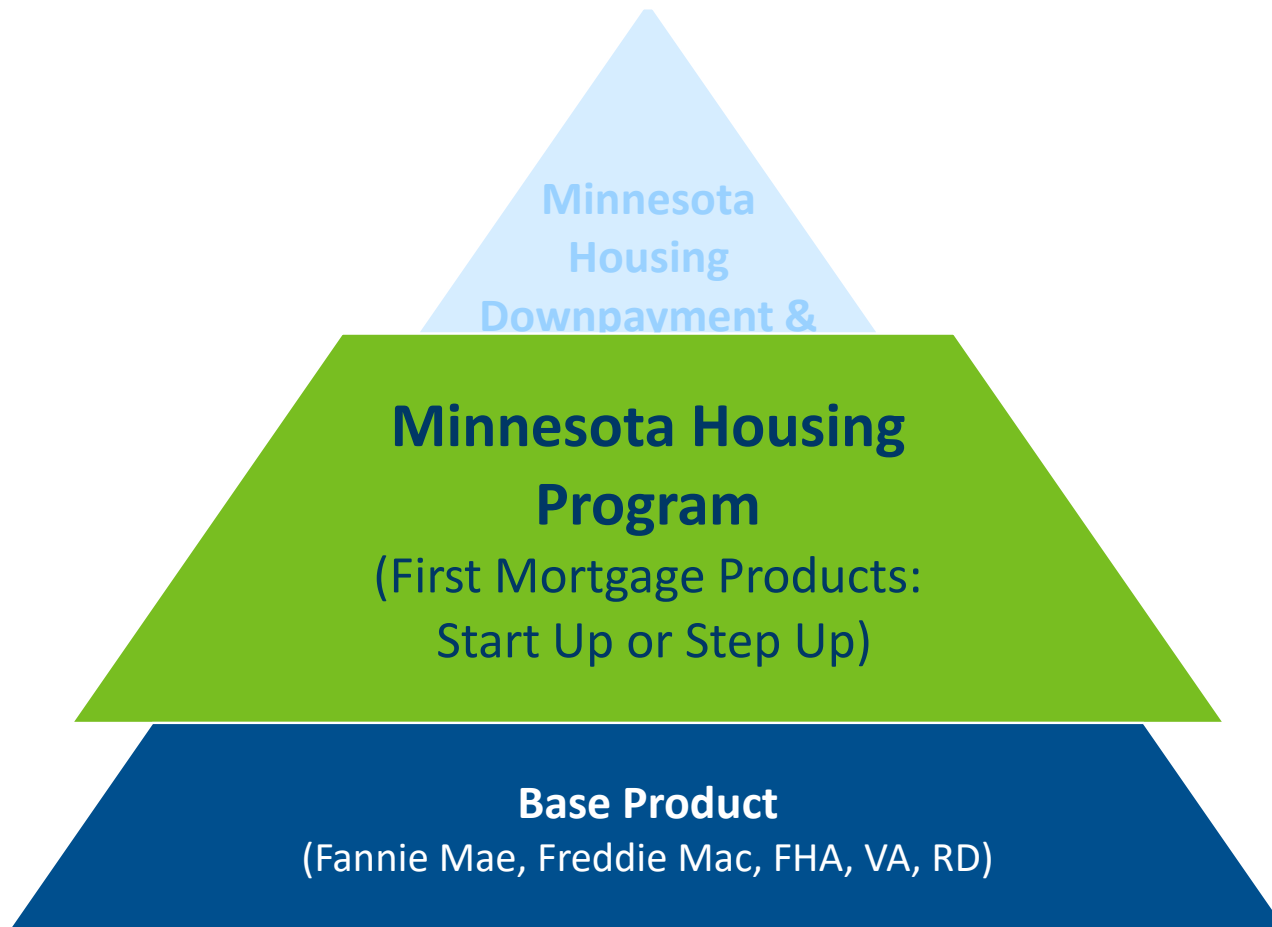 Minnesota
Housing
Downpayment &
Minnesota Housing
Program
(First Mortgage Products:
Start Up or Step Up)
Base Product
(Fannie Mae, Freddie Mac, FHA, VA, RD)